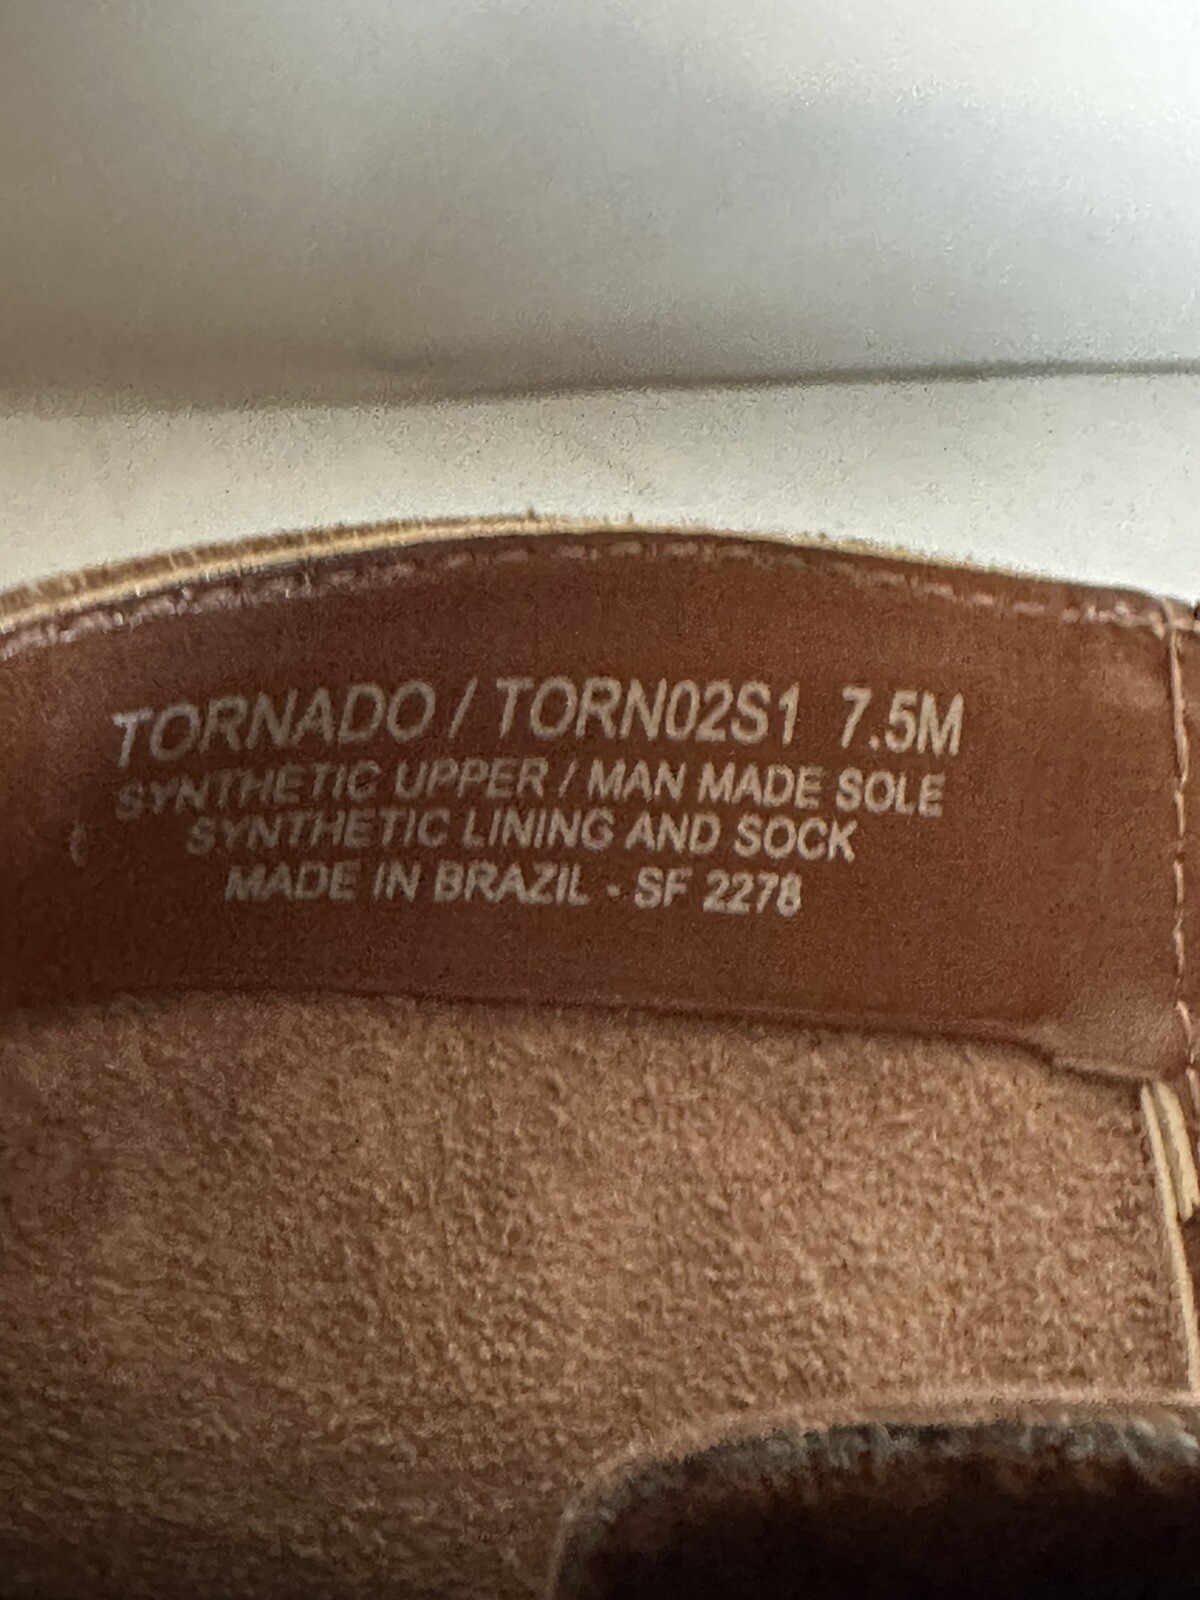 TORNADO / TORN02S1 7.5M
SYNTHETIC UPPER / MAN MADE SOLE
SYNTHETIC LINING AND SOCK
MADE IN BRAZIL - SF 2278